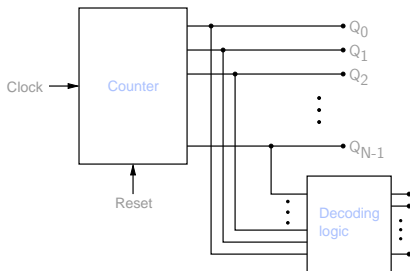 Q0
Q1
Clock
Counter
Q2
QN-1
Reset
Decoding
logic